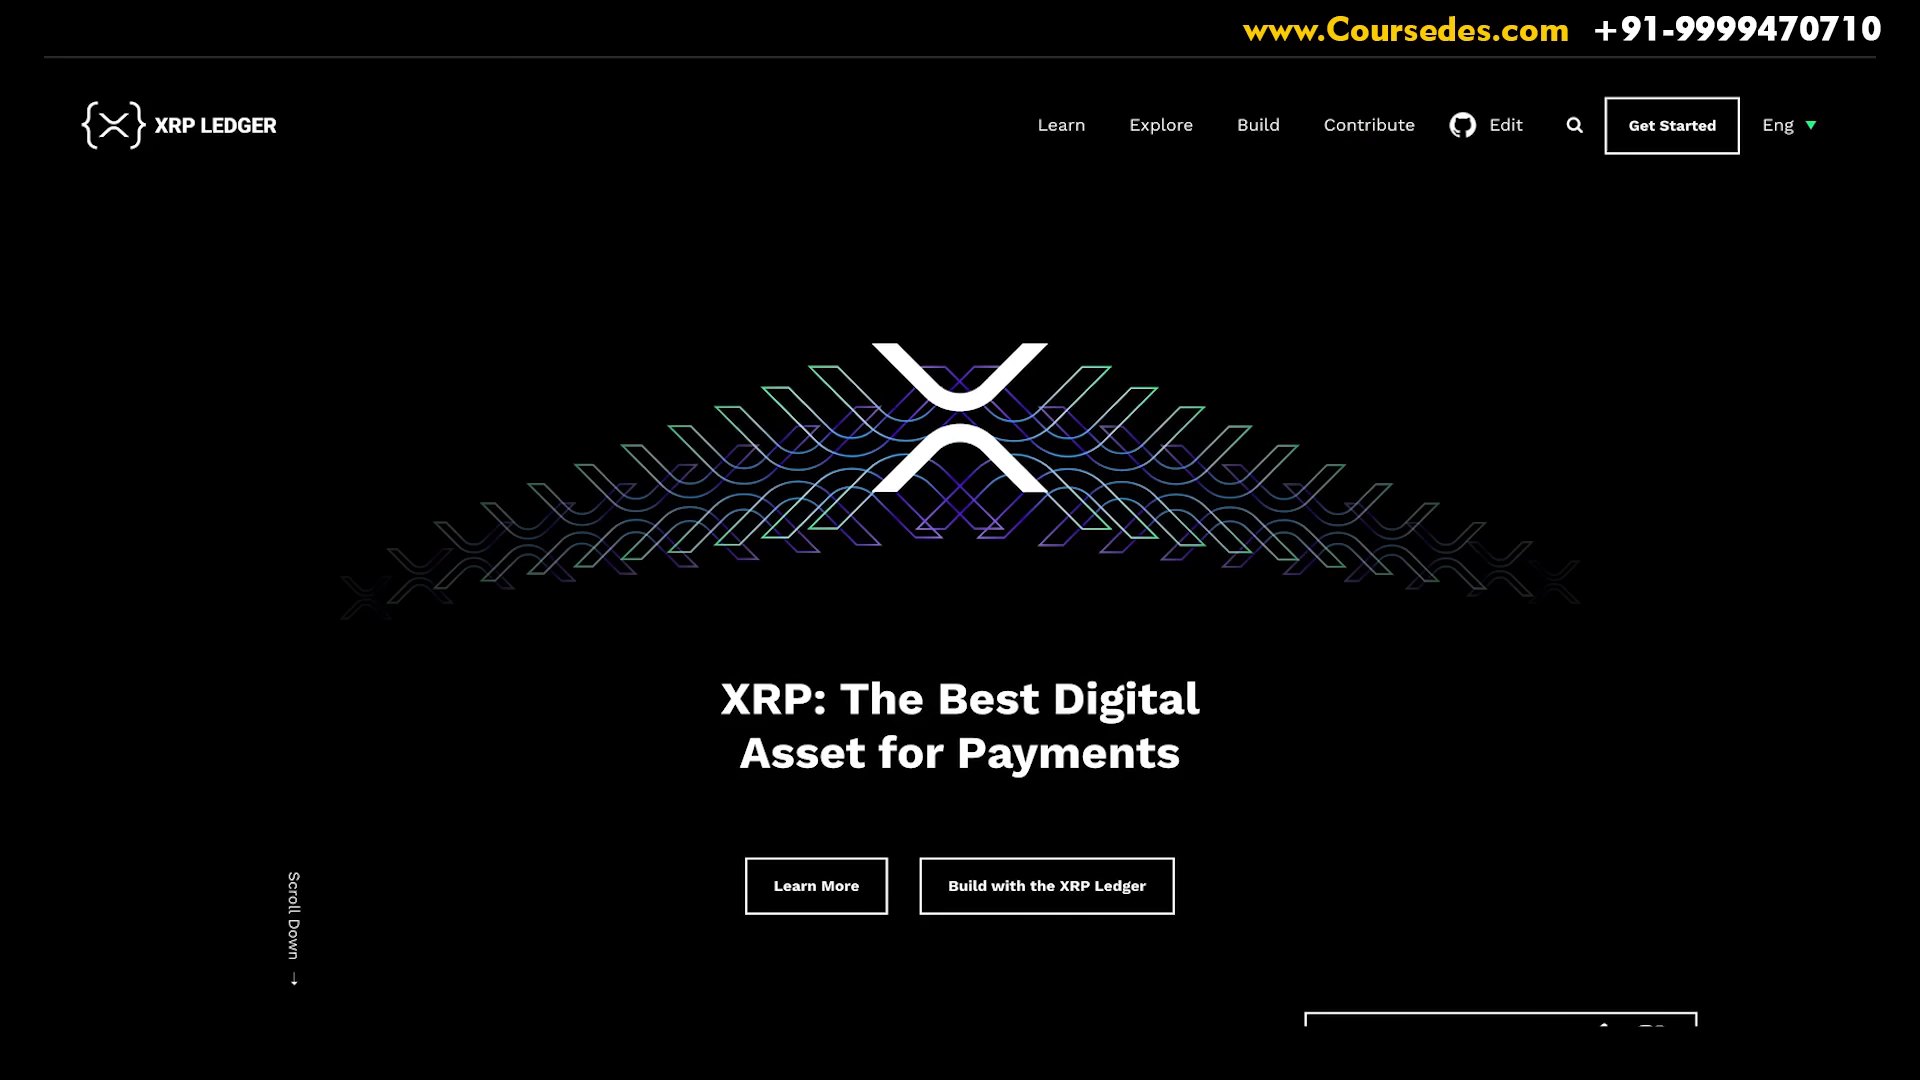 www.Coursedes.com +91-9999470710
XRP LEDGER
Learn Explore Build Contribute Edit Get Started Eng
XRP: The Best Digital
Asset for Payments
Learn More Build with the XRP Ledger
Scroll Down